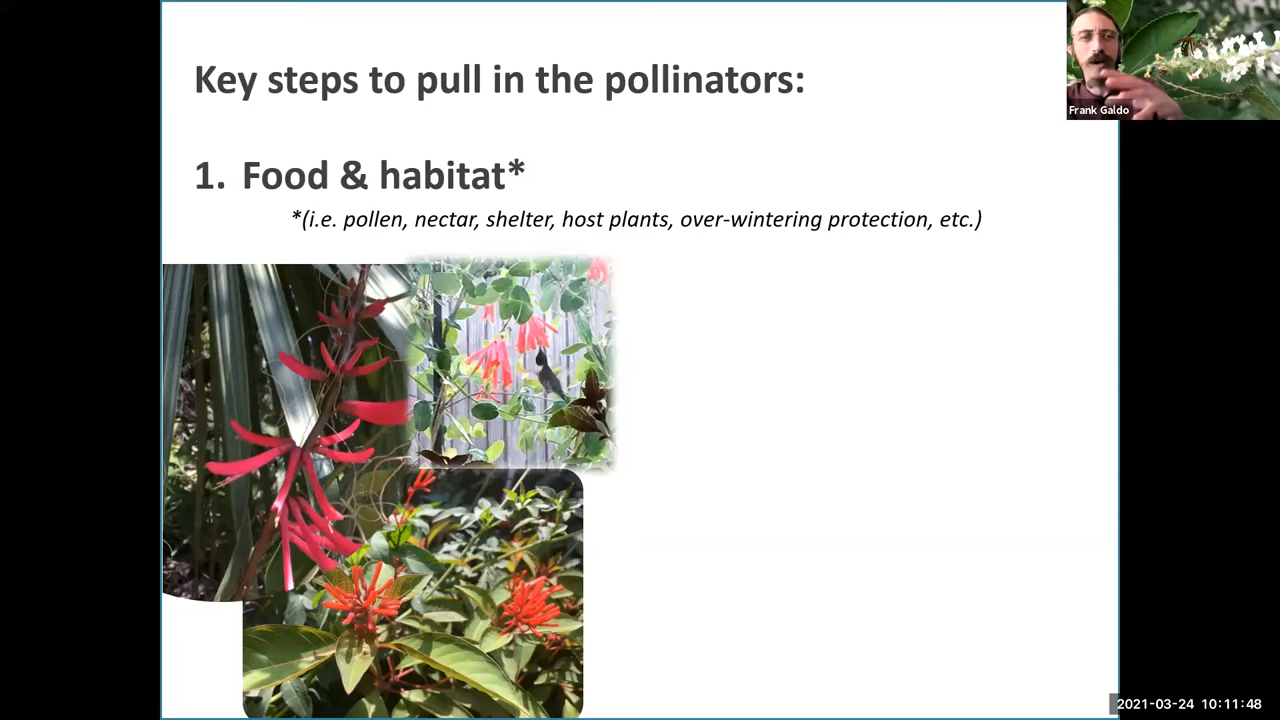 Key steps to pull in the pollinators:
1. Food & habitat*
*(i.e. pollen, nectar, shelter, host plants, over-wintering protection, etc.)
Frank Galdo
2021-03-24 10:11:48